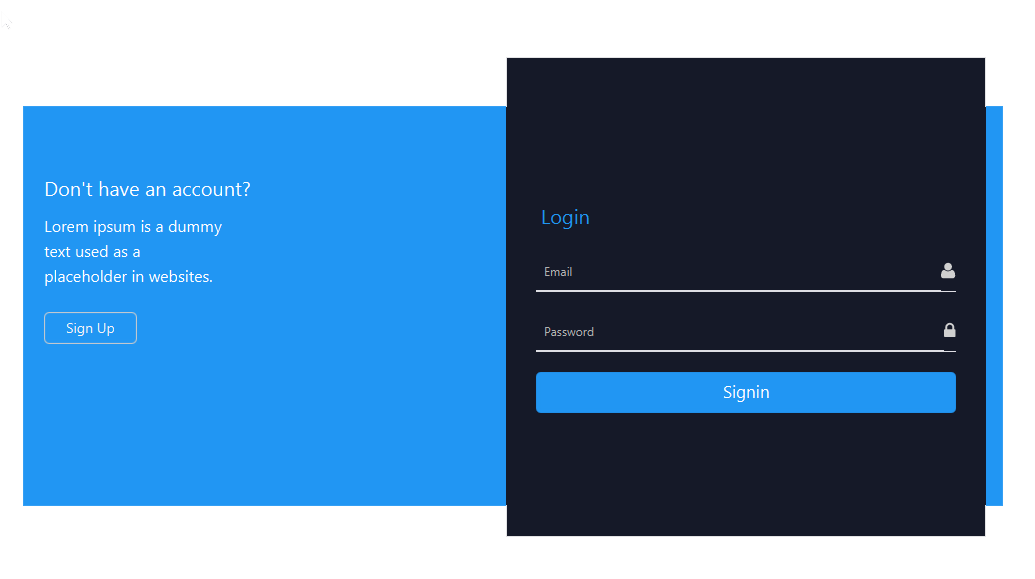 Don't have an account?
Lorem ipsum is a dummy
text used as a
placeholder in websites.
Sign Up
Login
Email
Password
Signin